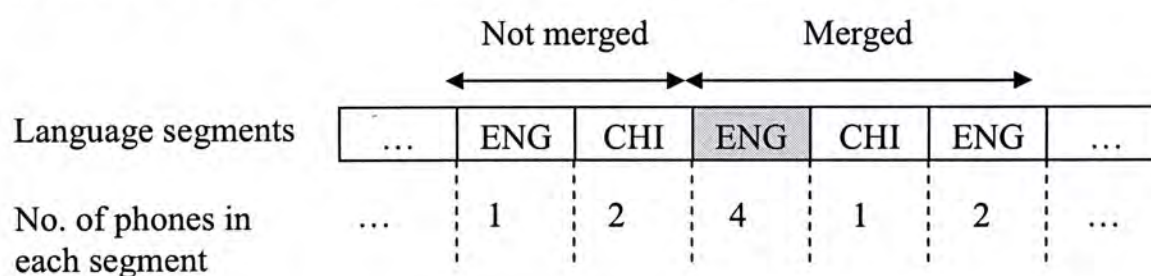 Not merged Merged
Language segments … ENG CHI ENG CHI ENG …
No. of phones in …. 1 2 4 1 2 …
each segment